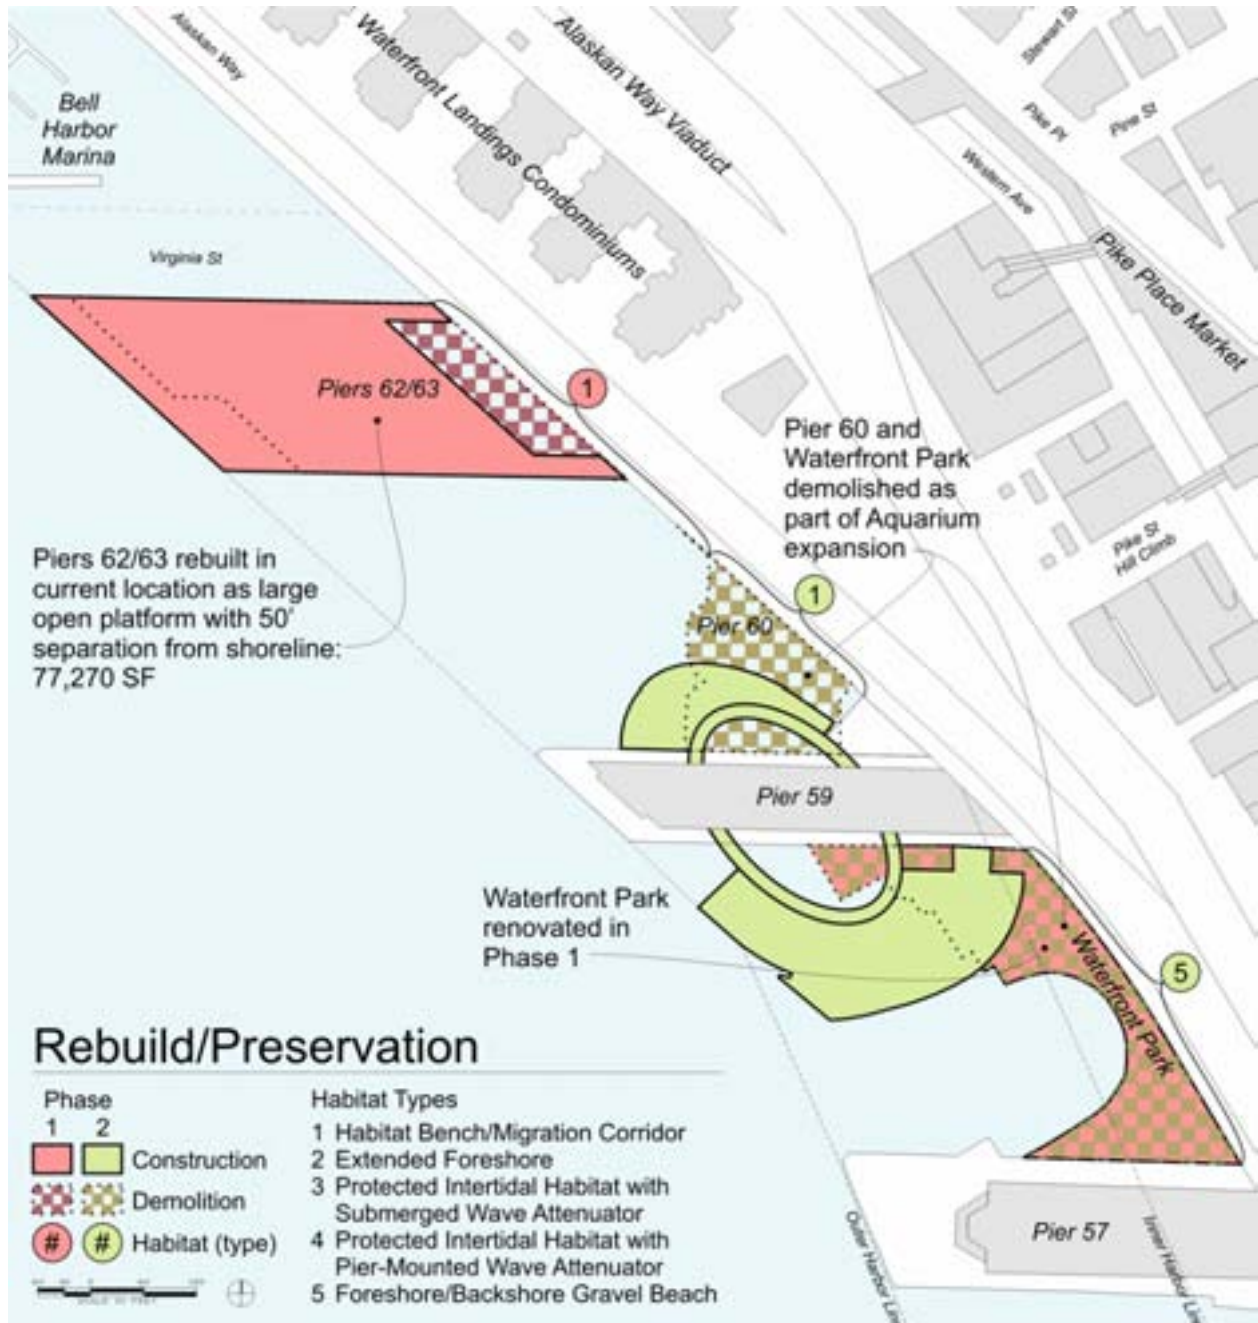 Alaskan Way
Waterfront Landings Condominiums
Alaskan Way Viaduct
Stewart St
Pike Pl
Pine St
Western Ave
Pike Place Market
Bell
Harbor
Marina
Virginia St
Piers 62/63
1
Pier 60 and
Waterfront Park
demolished as
part of Aquarium
expansion
Pike St
Hill Climb
Piers 62/63 rebuilt in
current location as large
open platform with 50'
separation from shoreline:
77,270 SF
1
Pier 60
Pier 59
Waterfront Park
renovated in
Phase 1
Waterfront Park
5
Pier 57
Outer Harbor Line
Inner Harbor Line
Rebuild/Preservation
Phase
1 2
Construction
Demolition
# # Habitat (type)
SCALE IN FEET
Habitat Types
1 Habitat Bench/Migration Corridor
2 Extended Foreshore
3 Protected Intertidal Habitat with
Submerged Wave Attenuator
4 Protected Intertidal Habitat with
Pier-Mounted Wave Attenuator
5 Foreshore/Backshore Gravel Beach